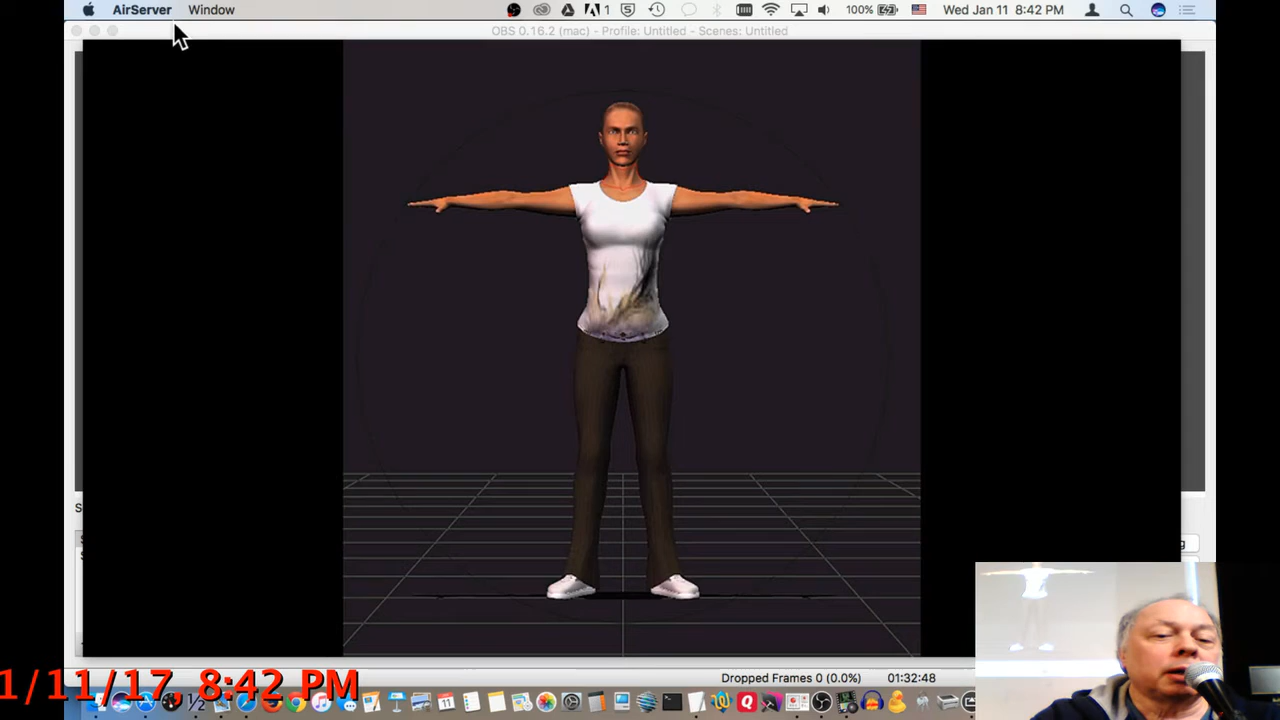 AirServer Window 1 100% Wed Jan 11 8:42 PM
OBS 0.16.2 (mac) - Profile: Untitled - Scenes: Untitled
S
g
Dropped Frames 0 (0.0%) 01:32:48
1/11/17 8:42 PM